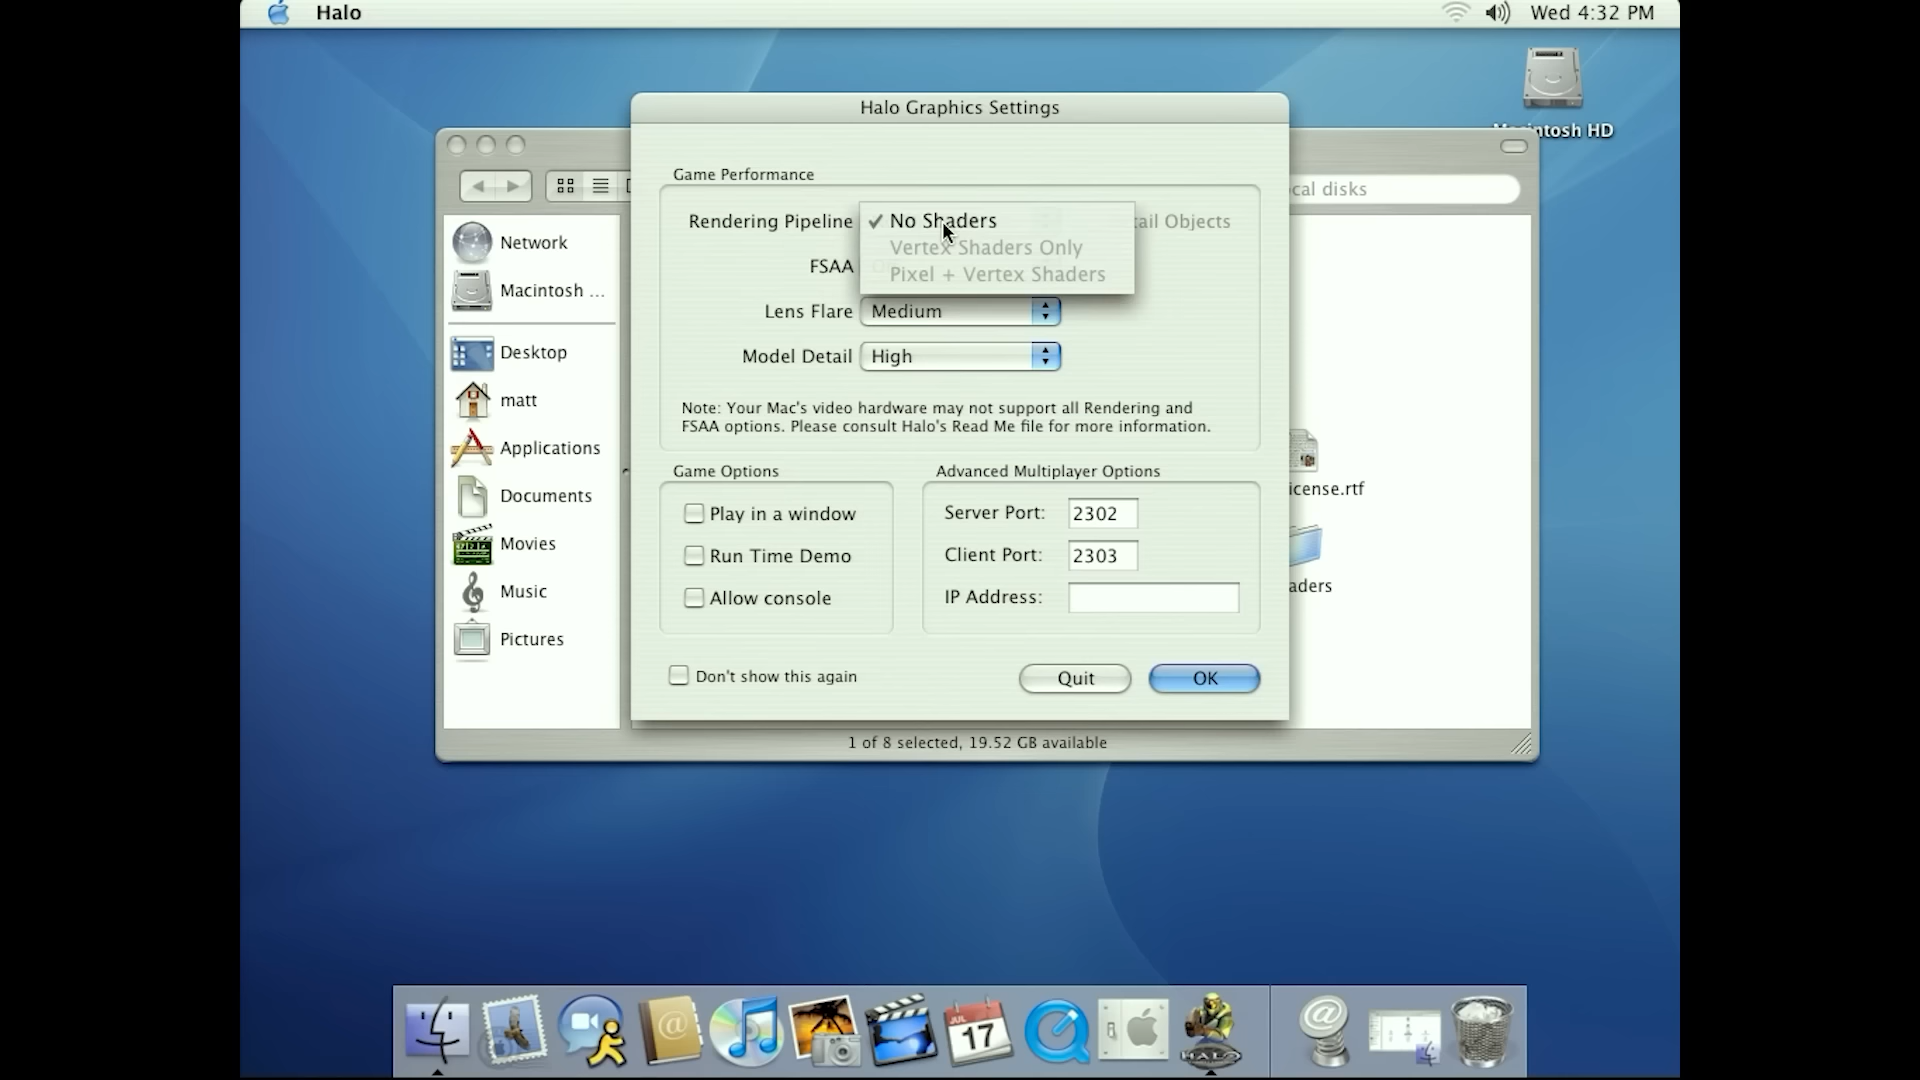 Halo
Wed 4:32 PM
Macintosh HD
Halo Graphics Settings
cal disks
Game Performance
Rendering Pipeline
No Shaders
tail Objects
Vertex Shaders Only
FSAA
Pixel + Vertex Shaders
Lens Flare
Medium
Model Detail
High
Note: Your Mac's video hardware may not support all Rendering and
FSAA options. Please consult Halo's Read Me file for more information.
Network
Macintosh ...
Desktop
matt
Applications
Documents
Movies
Music
Pictures
Game Options
Play in a window
Run Time Demo
Allow console
Advanced Multiplayer Options
Server Port:
2302
Client Port:
2303
IP Address:
icense.rtf
aders
Don't show this again
Quit
OK
1 of 8 selected, 19.52 GB available
JUL
17
HALO